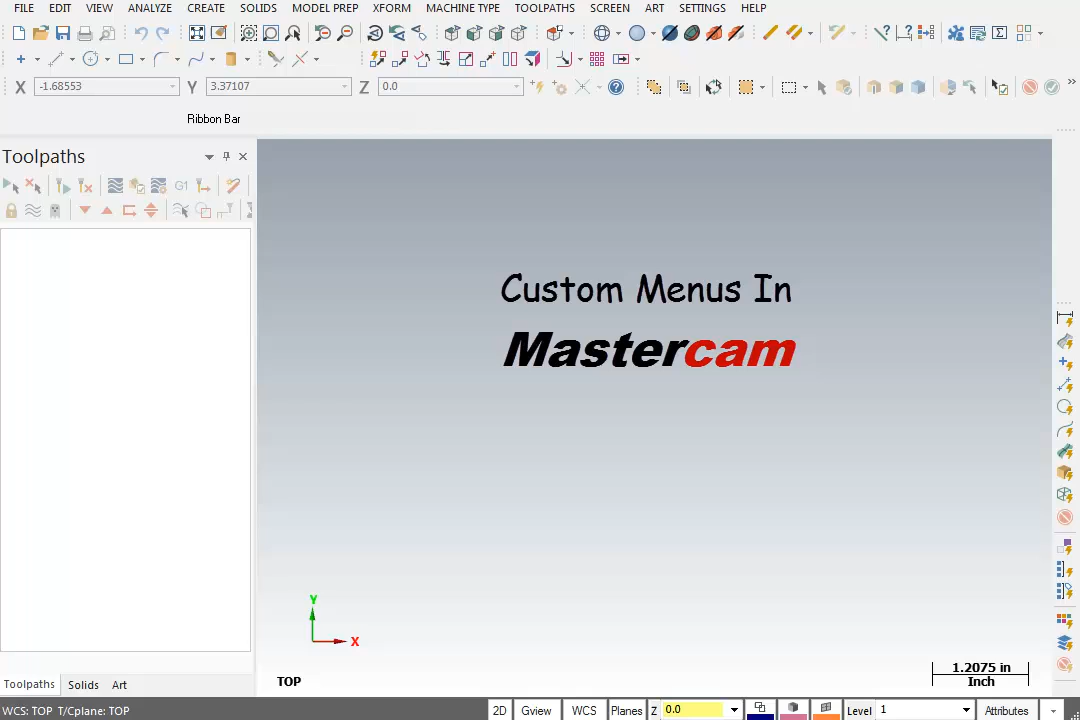 FILE EDIT VIEW ANALYZE CREATE SOLIDS MODEL PREP XFORM MACHINE TYPE TOOLPATHS SCREEN ART SETTINGS HELP
X -1.68553 Y 3.37107 Z 0.0
Ribbon Bar
Toolpaths
G1
Custom Menus In
Mastercam
Y
X
TOP
1.2075 in
Inch
Toolpaths Solids Art
WCS: TOP T/Cplane: TOP 2D Gview WCS Planes Z 0.0 Level 1 Attributes